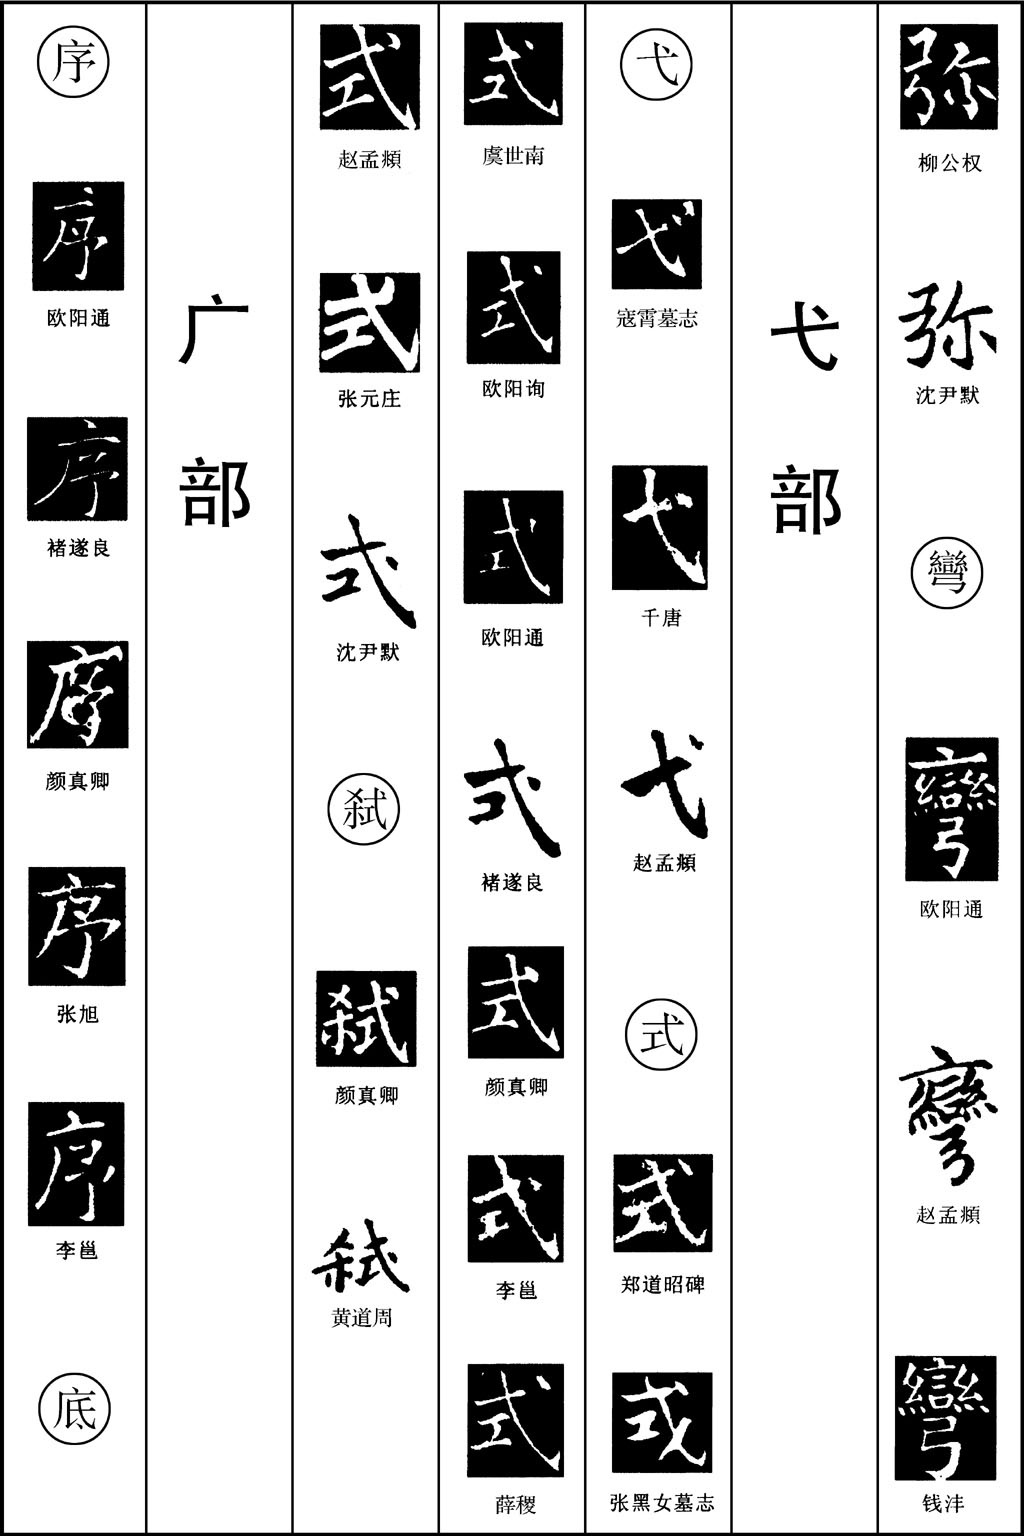 弥
柳公权
弥
沈尹默
彎
彎
欧阳通
彎
赵孟頫
彎
钱沣
弋部
弋
弋
寇霄墓志
弋
千唐
弋
赵孟頫
式
式
郑道昭碑
式
张黑女墓志
式
虞世南
式
欧阳询
式
欧阳通
式
褚遂良
式
颜真卿
式
李邕
式
薛稷
式
赵孟頫
式
张元庄
式
沈尹默
弑
弑
颜真卿
弑
黄道周
广部
序
序
欧阳通
序
褚遂良
序
颜真卿
序
张旭
序
李邕
底